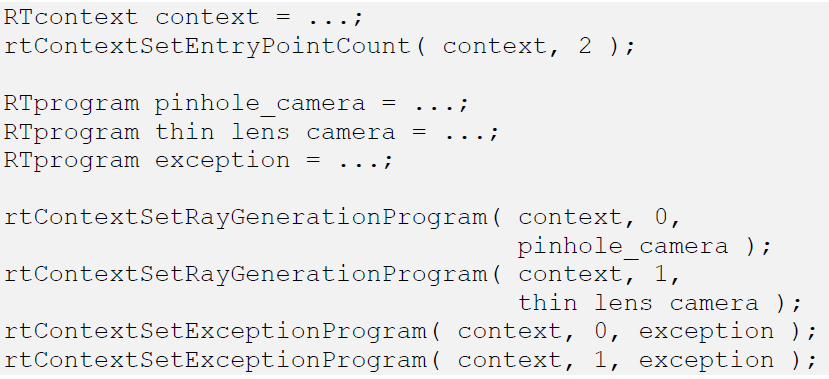 RTcontext context = ...;
rtContextSetEntryPointCount( context, 2 );
RTprogram pinhole_camera = ...;
RTprogram thin lens camera = ...;
RTprogram exception = ...;
rtContextSetRayGenerationProgram( context, 0,
pinhole_camera );
rtContextSetRayGenerationProgram( context, 1,
thin lens camera );
rtContextSetExceptionProgram( context, 0, exception );
rtContextSetExceptionProgram( context, 1, exception );